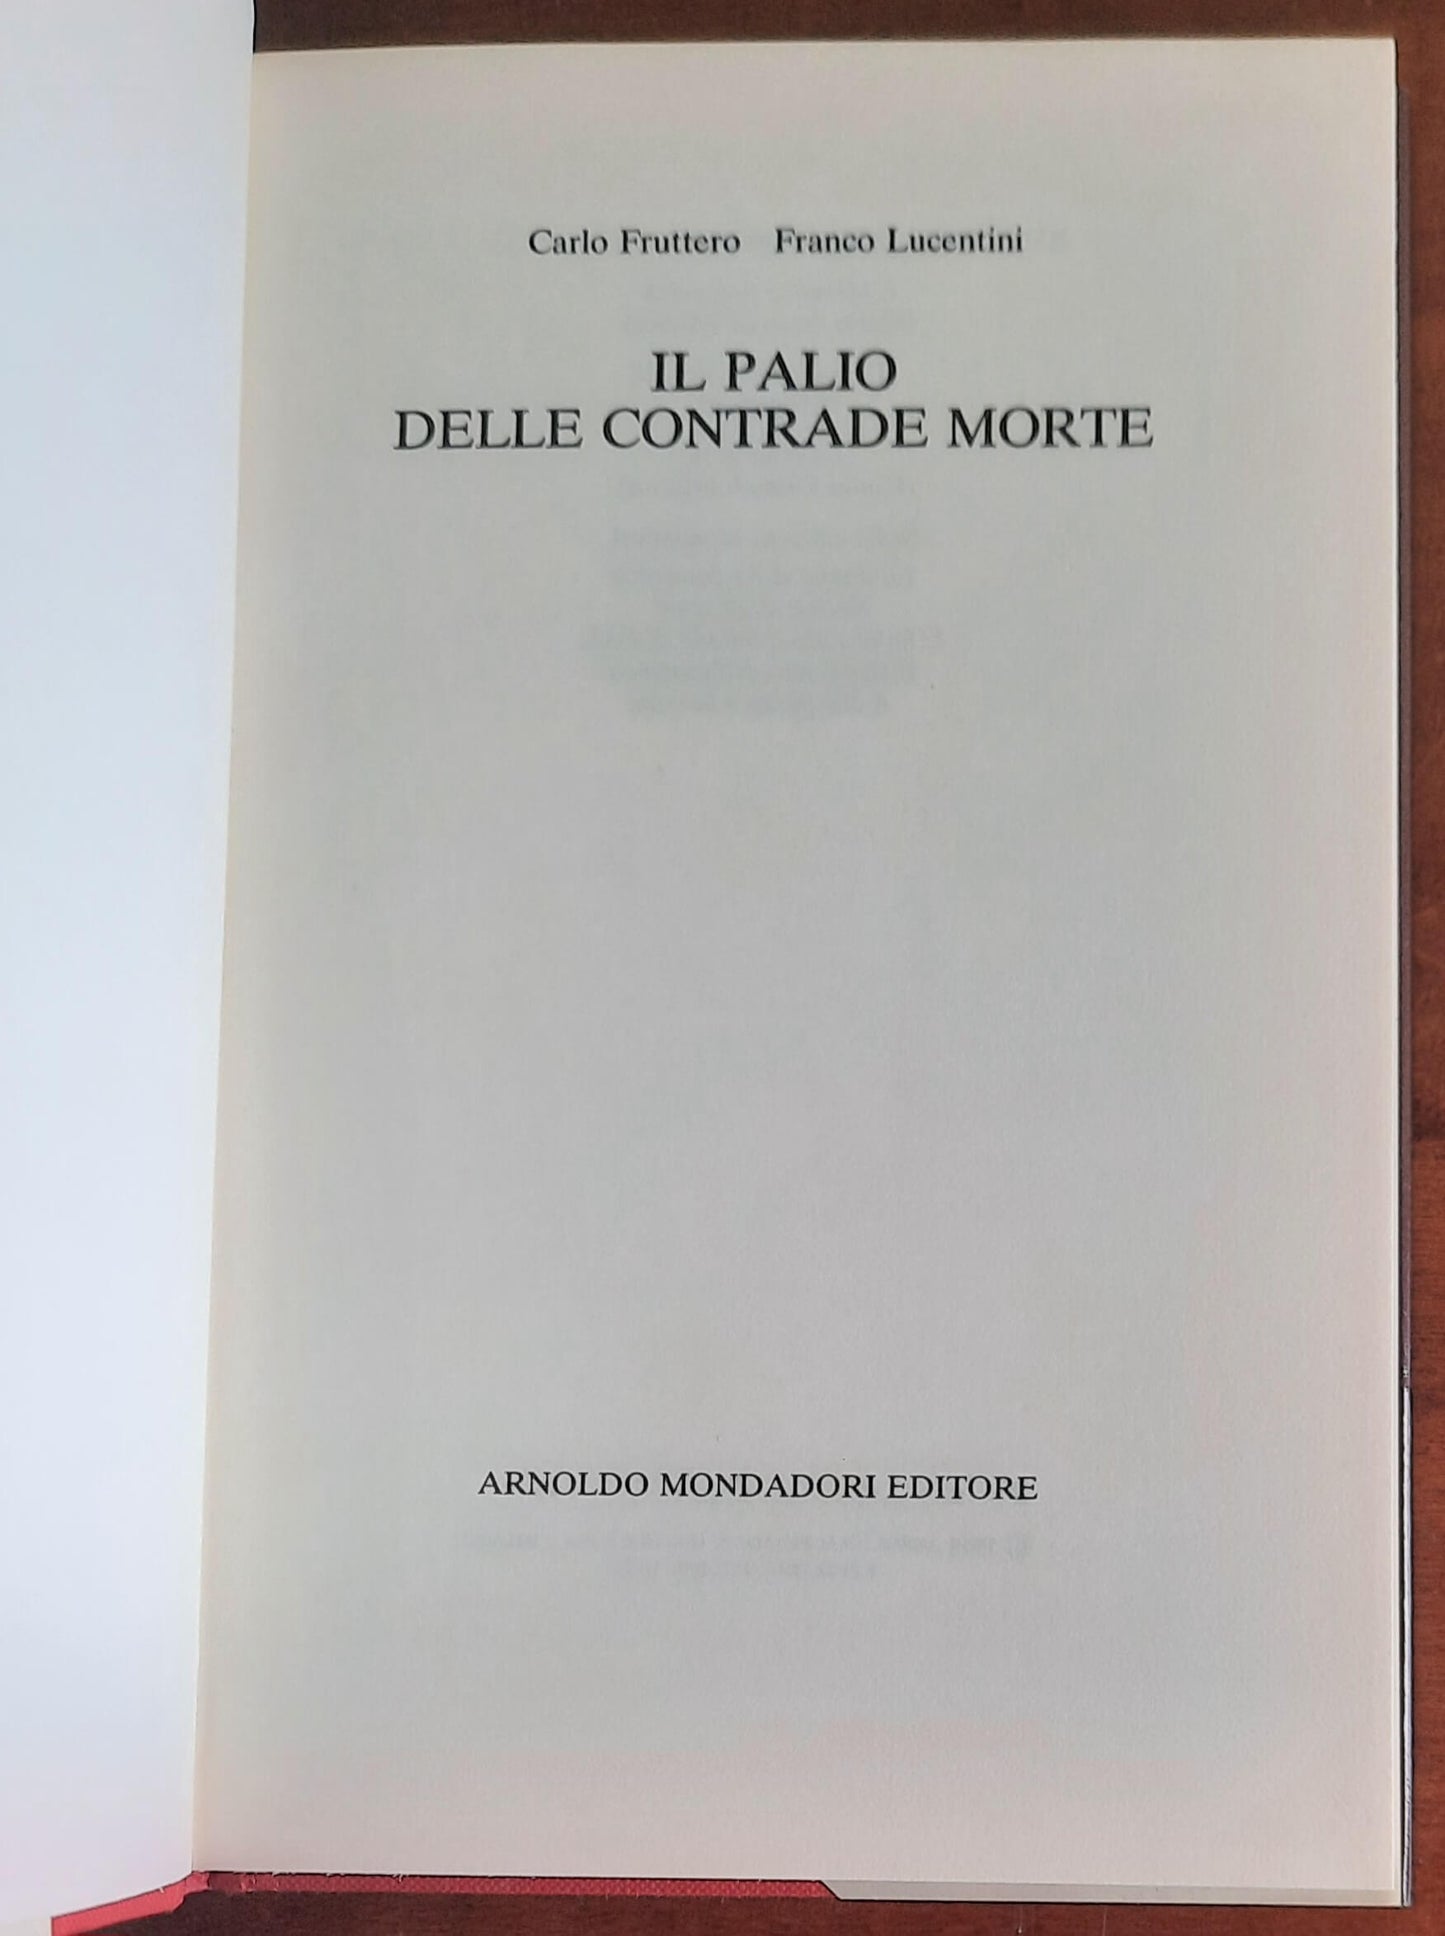 Carlo Fruttero Franco Lucentini
IL PALIO
DELLE CONTRADE MORTE
ARNOLDO MONDADORI EDITORE